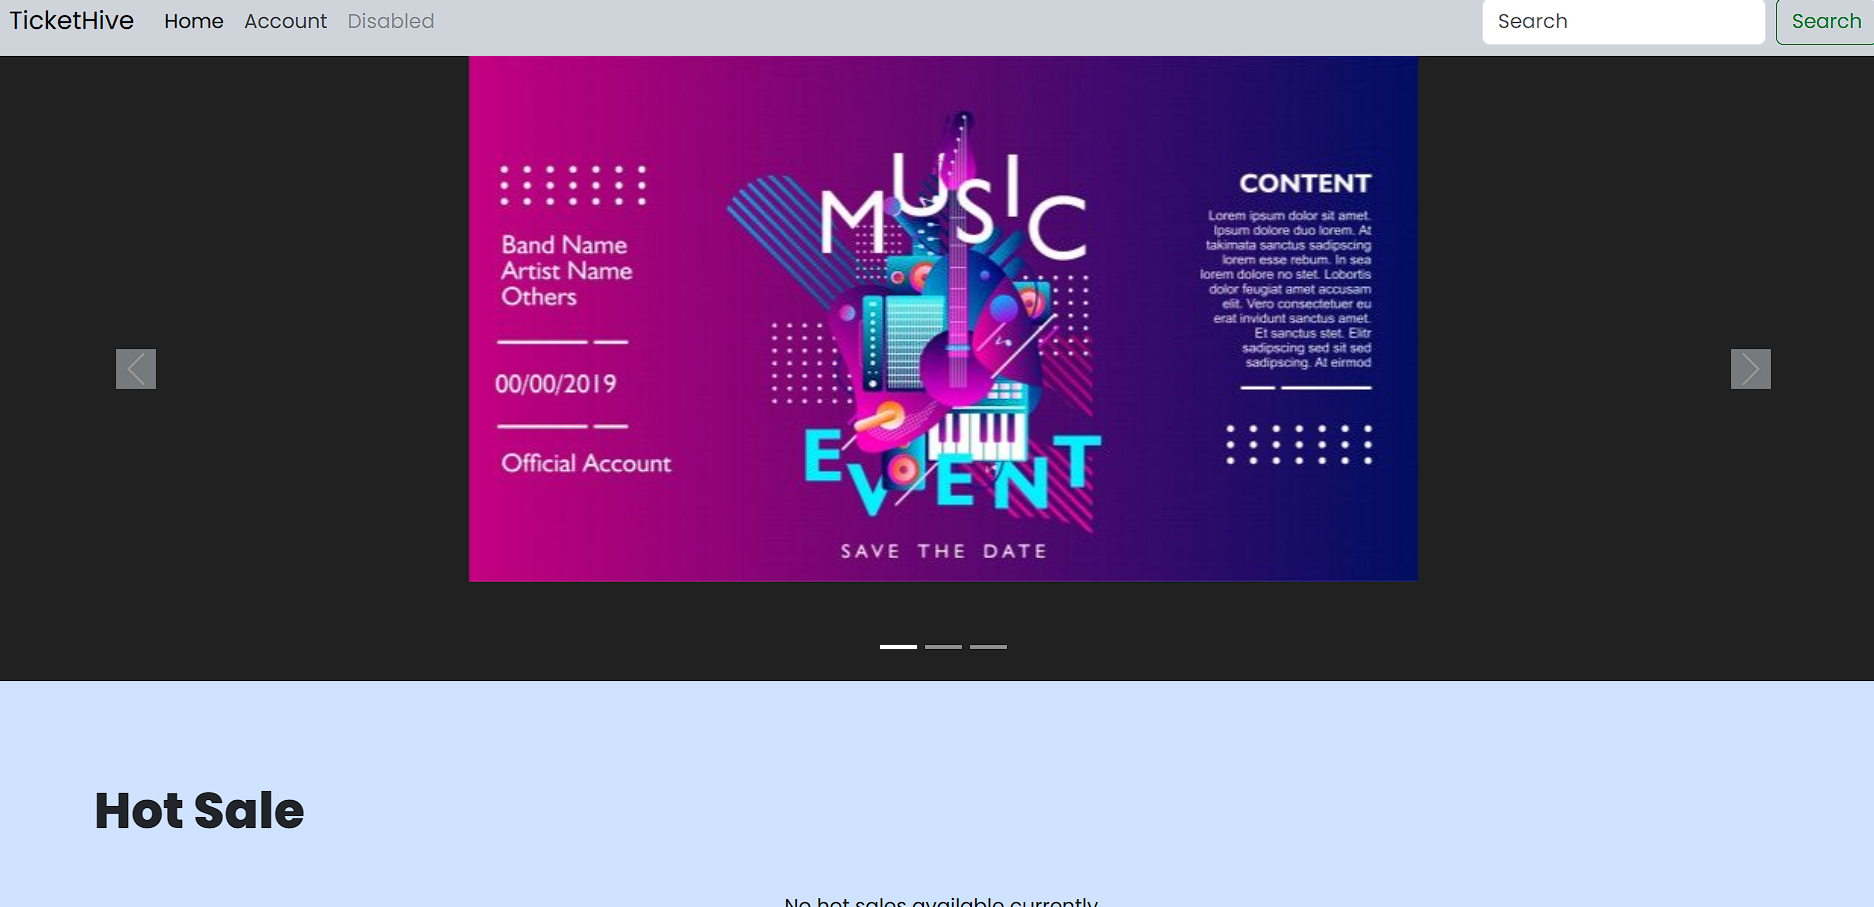 TicketHive Home Account Disabled Search Search
MUSIC
Band Name
Artist Name
Others
00/00/2019
Official Account
EVENT
SAVE THE DATE
CONTENT
Lorem ipsum dolor sit amet.
Ipsum dolore duo lorem. At
takimata sanctus sadipscing
lorem esse rebum. In sea
lorem dolore no stet. Lobortis
dolor feugiat amet accusam
elit. Vero consectetuer eu
erat invidunt sanctus amet.
Et sanctus stet. Elitr
sadipscing sed sit sed
sadipscing. At eirmod
Hot Sale
No hot sales available currently